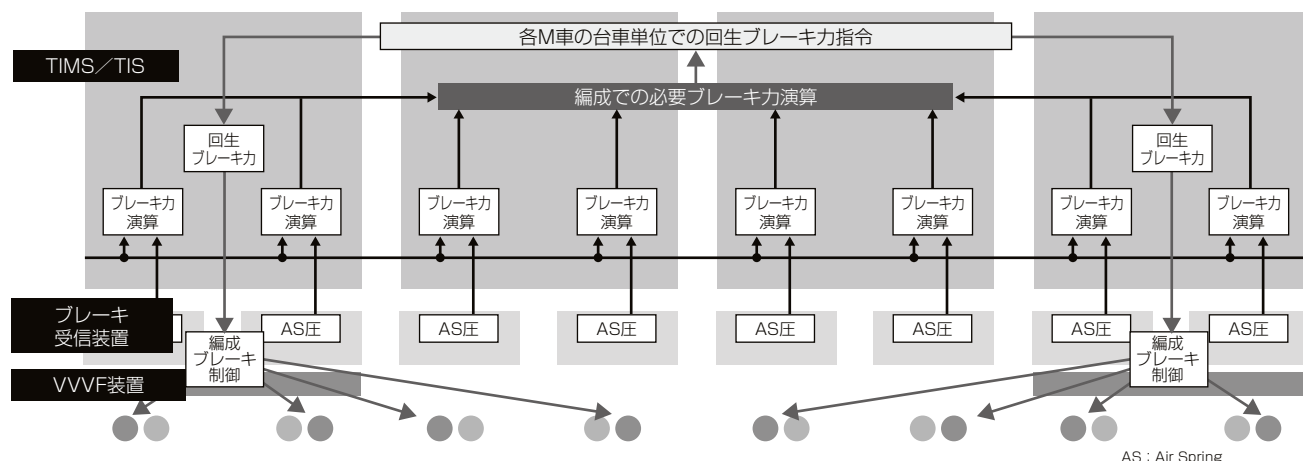 各M車の台車単位での回生ブレーキ力指令
TIMS／TIS
編成での必要ブレーキ力演算
回生
ブレーキ力
回生
ブレーキ力
ブレーキ力
演算
ブレーキ力
演算
ブレーキ力
演算
ブレーキ力
演算
ブレーキ力
演算
ブレーキ力
演算
ブレーキ力
演算
ブレーキ力
演算
ブレーキ
受信装置
AS圧
AS圧
AS圧
AS圧
AS圧
AS圧
AS圧
編成
ブレーキ
制御
編成
ブレーキ
制御
VVVF装置
AS：Air Spring